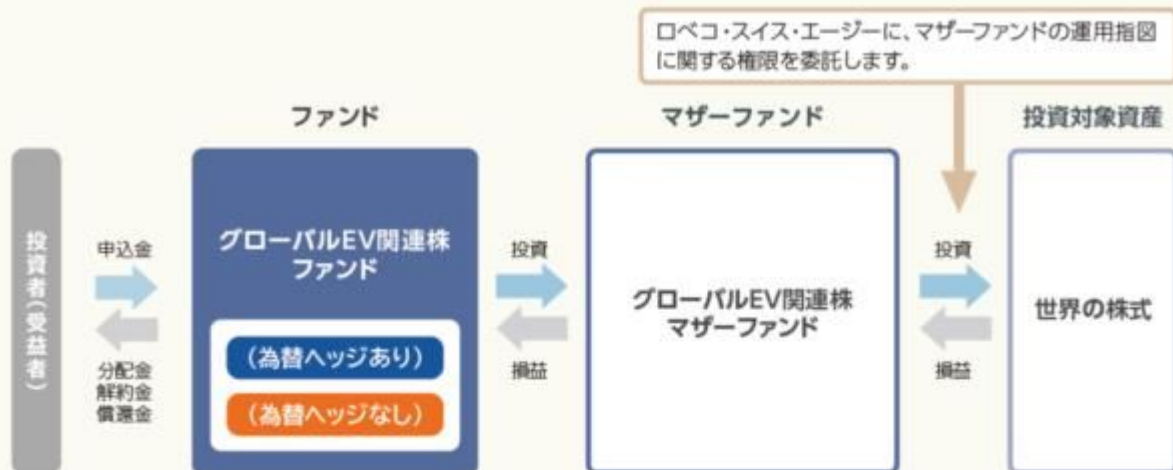 ロベコ・スイス・エージーに、マザーファンドの運用指図
に関する権限を委託します。
ファンド
マザーファンド
投資対象資産
投資者(受益者)
申込金
分配金
解約金
償還金
グローバルEV関連株
ファンド
(為替ヘッジあり)
(為替ヘッジなし)
投資
損益
グローバルEV関連株
マザーファンド
投資
損益
世界の株式